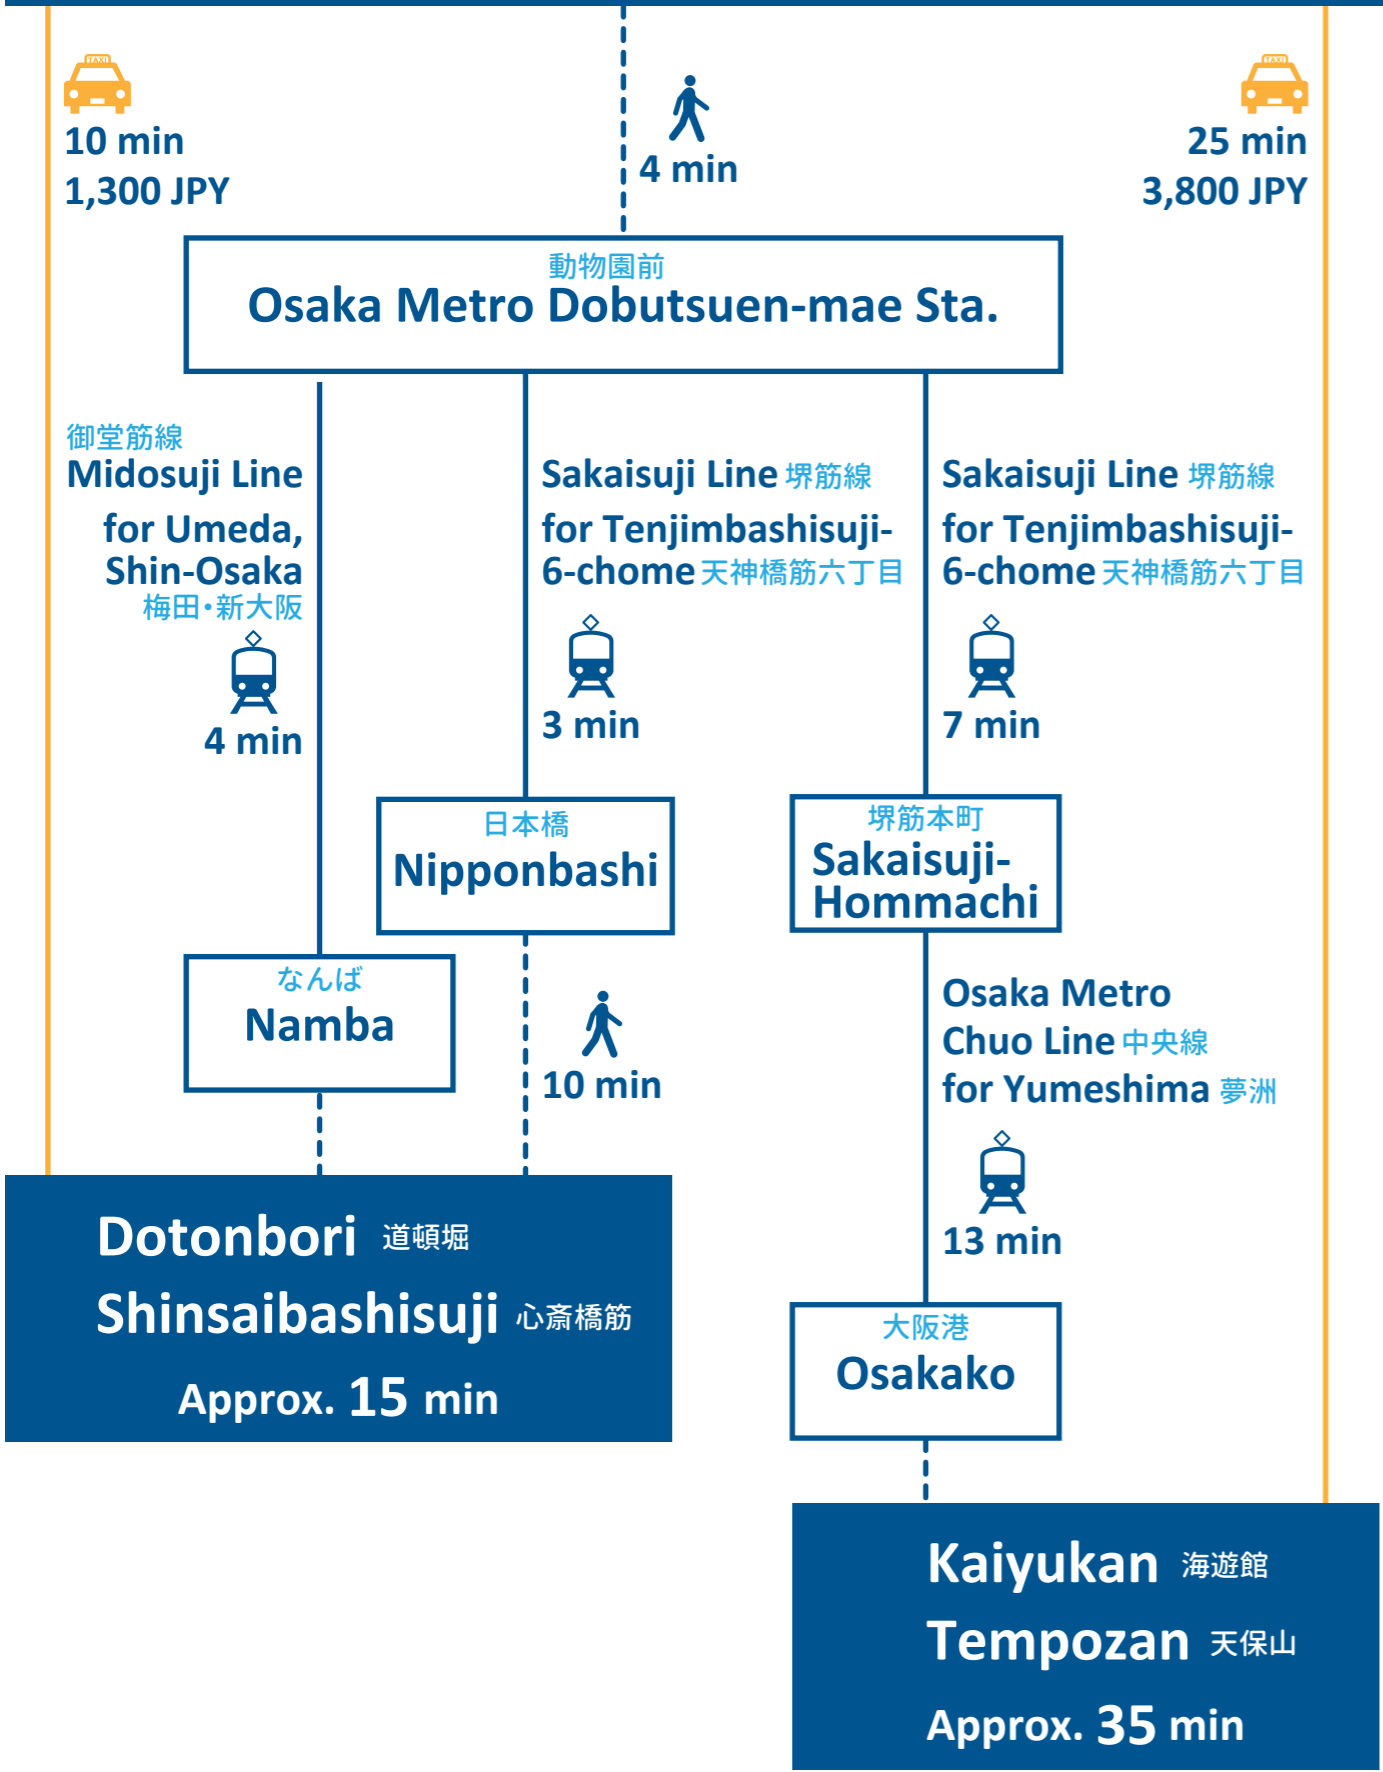 TAXI
10 min
1,300 JPY
4 min
TAXI
25 min
3,800 JPY
動物園前
Osaka Metro Dobutsuen-mae Sta.
御堂筋線
Midosuji Line
for Umeda,
Shin-Osaka
梅田・新大阪
4 min
Sakaisuji Line 堺筋線
for Tenjimbashisuji-
6-chome 天神橋筋六丁目
3 min
Sakaisuji Line 堺筋線
for Tenjimbashisuji-
6-chome 天神橋筋六丁目
7 min
日本橋
Nipponbashi
堺筋本町
Sakaisuji-
Hommachi
なんば
Namba
10 min
Osaka Metro
Chuo Line 中央線
for Yumeshima 夢洲
13 min
Dotonbori 道頓堀
Shinsaibashisuji 心斎橋筋
Approx. 15 min
大阪港
Osakako
Kaiyukan 海遊館
Tempozan 天保山
Approx. 35 min